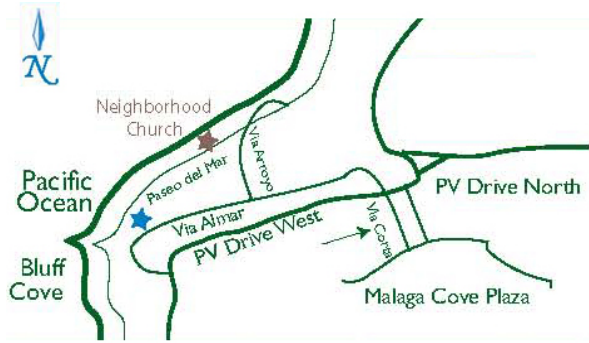 N
Neighborhood
Church
Via Arroyo
Paseo del Mar
Pacific
Ocean
PV Drive North
Via Almar
Via Corta
PV Drive West
Bluff
Cove
Malaga Cove Plaza